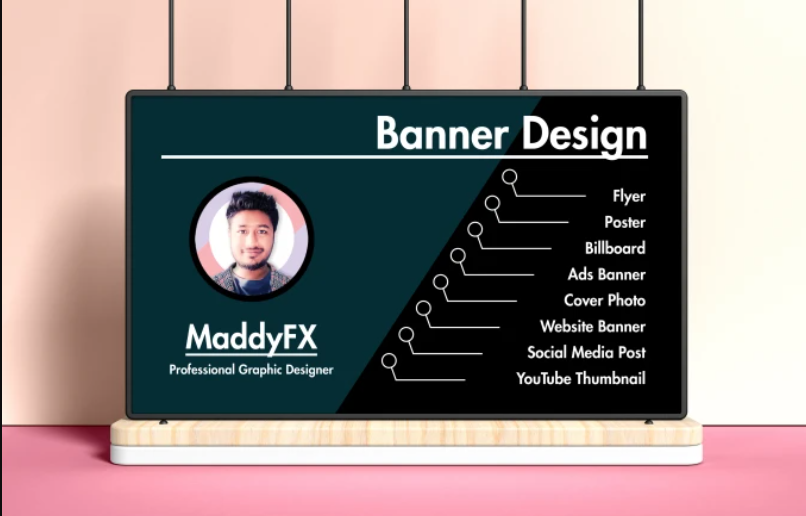 Banner Design
Flyer
Poster
Billboard
Ads Banner
Cover Photo
Website Banner
Social Media Post
YouTube Thumbnail
MaddyFX
Professional Graphic Designer